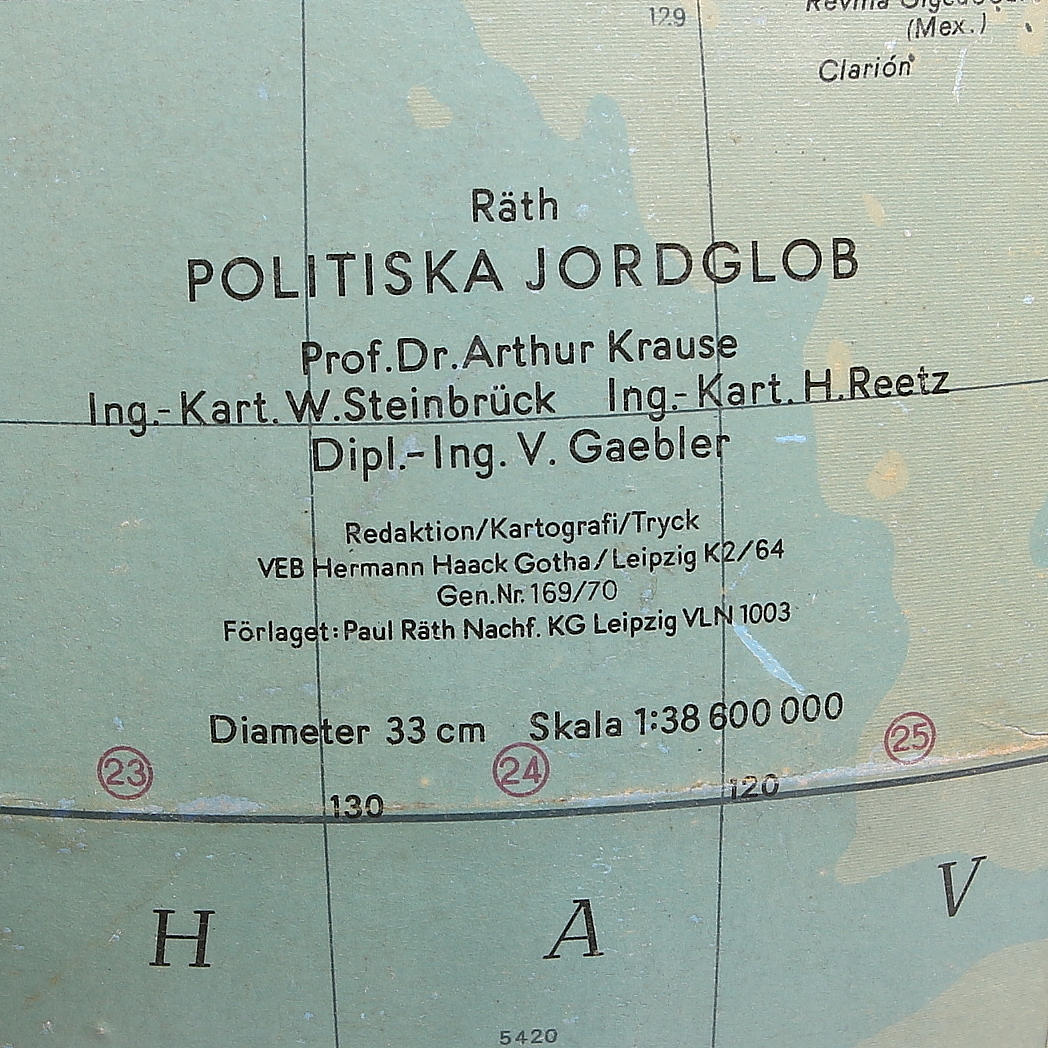 129
(Mex.)
Clarión
Räth
POLITISKA JORDGLOB
Prof. Dr. Arthur Krause
Ing.-Kart. W. Steinbrück Ing.-Kart. H. Reetz
Dipl.-Ing. V. Gaebler
Redaktion/Kartografi/Tryck
VEB Hermann Haack Gotha/Leipzig K2/64
Gen. Nr. 169/70
Förlaget: Paul Räth Nachf. KG Leipzig VLN 1003
Diameter 33 cm Skala 1:38 600 000
23 24 25
130 120
H A V
5420